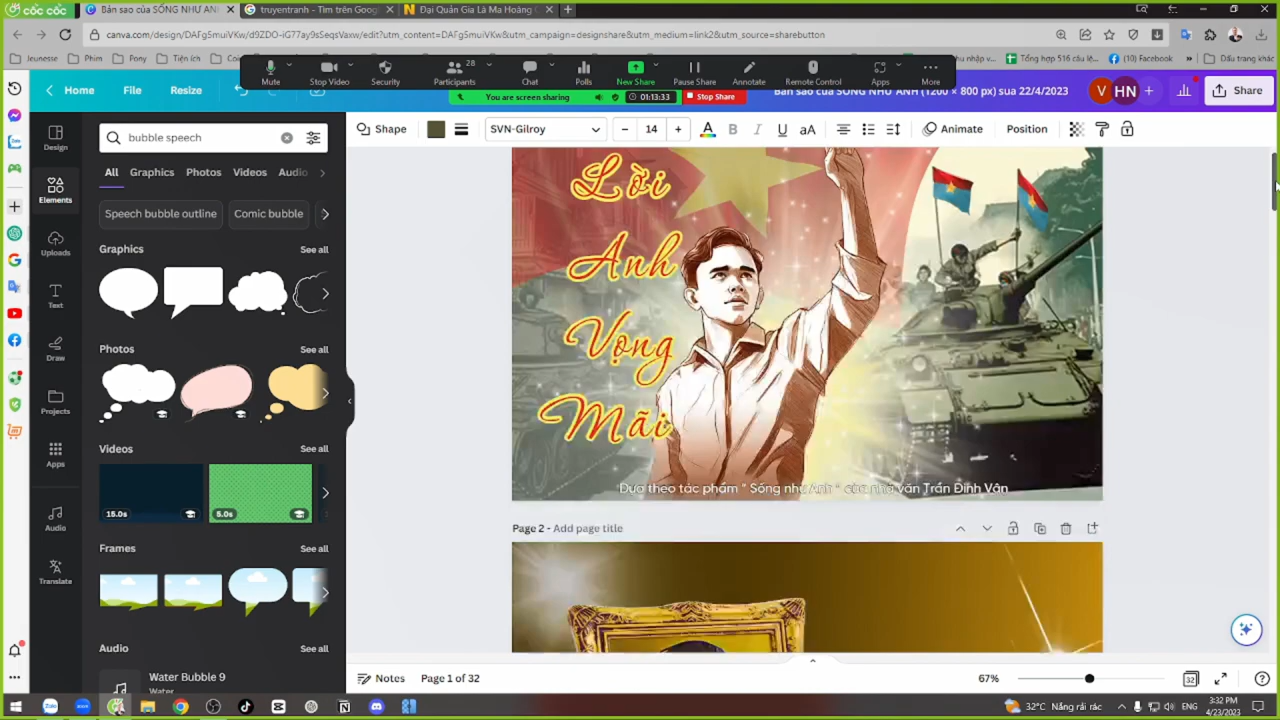 cốc cốc
Bản sao của SỐNG NHƯ ANH
truyentranh - Tìm trên Google
Đại Quản Gia Là Ma Hoàng
canva.com/design/DAFg5muiVKw/d9ZDO-iG77ay9sSeqsVaxw/edit?utm_content=DAFg5muiVKw&utm_campaign=designshare&utm_medium=link2&utm_source=sharebutton
Jeunesse
Phim
Pony
Tiện ích
Tổng hợp 515 câu lệ...
(10) Facebook
Dấu trang khác
Mute
Stop Video
Security
Participants
28
Chat
Polls
New Share
Pause Share
Annotate
Remote Control
Apps
More
You are screen sharing
01:13:33
Stop Share
Home
File
Resize
Bản sao của SỐNG NHƯ ANH (1200 × 800 px) sua 22/4/2023
V
HN
Share
Shape
SVN-Gilroy
– 14 +
A
B
I
U
aA
Animate
Position
Design
Elements
Uploads
Text
Draw
Projects
Apps
Audio
Translate
bubble speech
All
Graphics
Photos
Videos
Audio
Speech bubble outline
Comic bubble
Graphics
See all
Photos
See all
Videos
See all
15.0s
5.0s
Frames
See all
Audio
See all
Water Bubble 9
Water
Lời
Anh
Vọng
Mãi
Dựa theo tác phẩm " Sống như Anh " của nhà văn Trần Đình Vân
Page 2 - Add page title
Notes
Page 1 of 32
67%
32
32°C Nắng rải rác
ENG
3:32 PM
4/23/2023